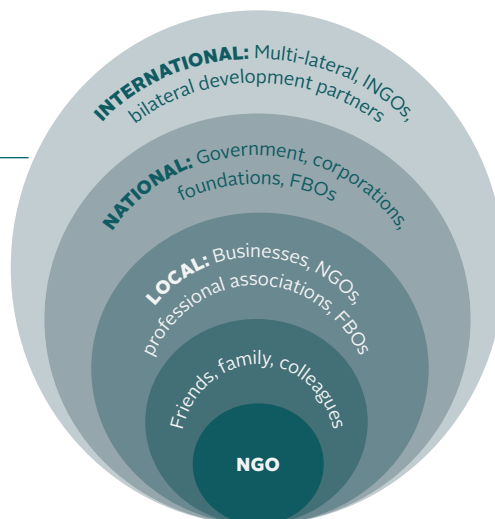 INTERNATIONAL: Multi-lateral, INGOs,
bilateral development partners
NATIONAL: Government, corporations,
foundations, FBOs
LOCAL: Businesses, NGOs,
professional associations, FBOs
Friends, family, colleagues
NGO